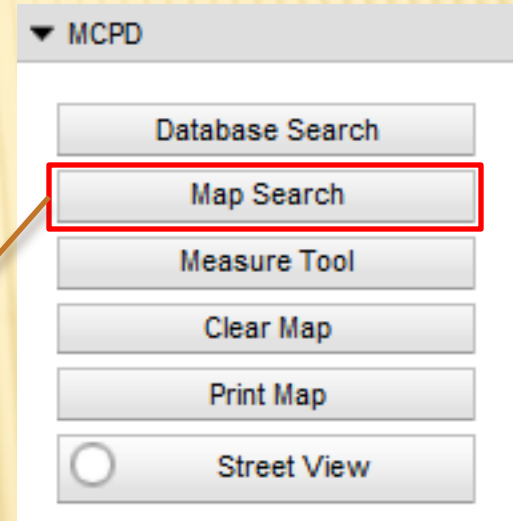 MCPD
Database Search
Map Search
Measure Tool
Clear Map
Print Map
Street View